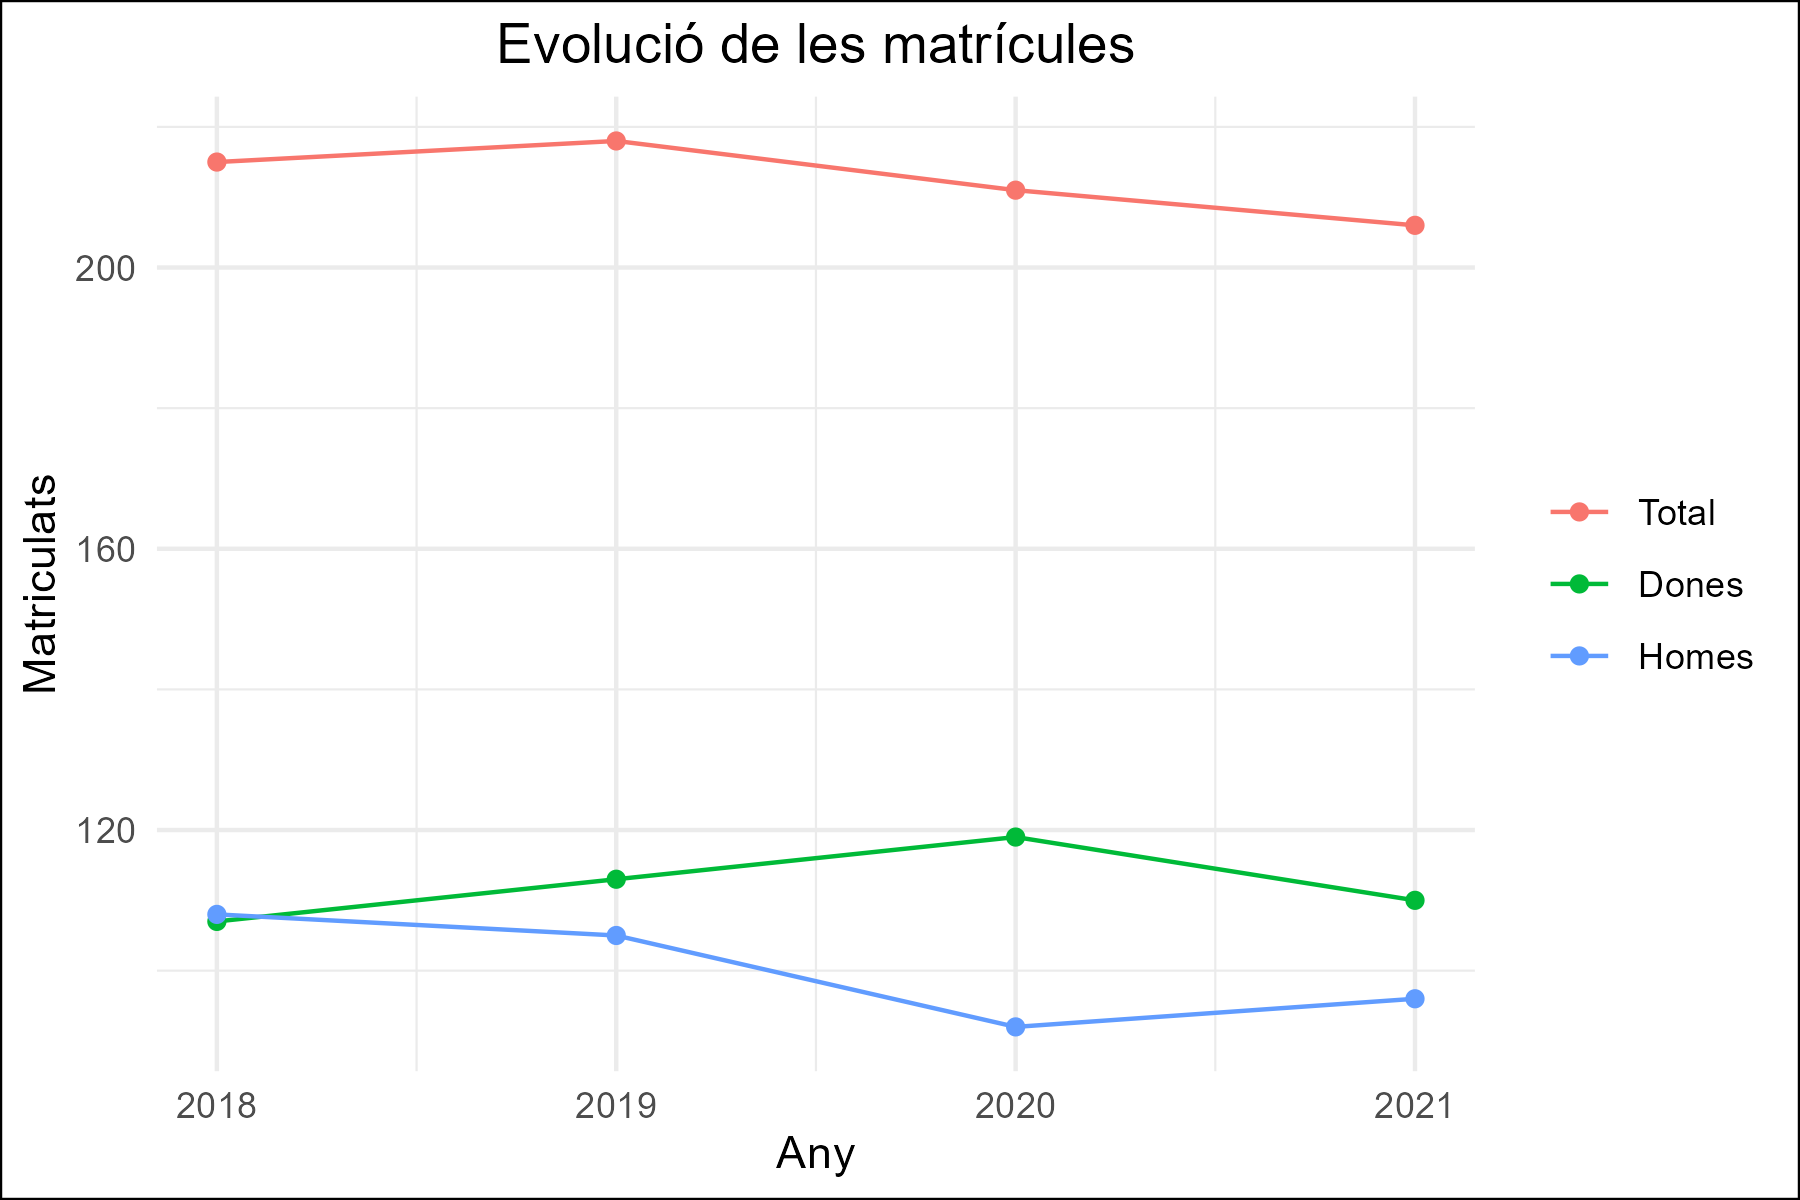 Evolució de les matrícules
Matriculats
200
160
120
2018
2019
2020
2021
Any
Total
Dones
Homes